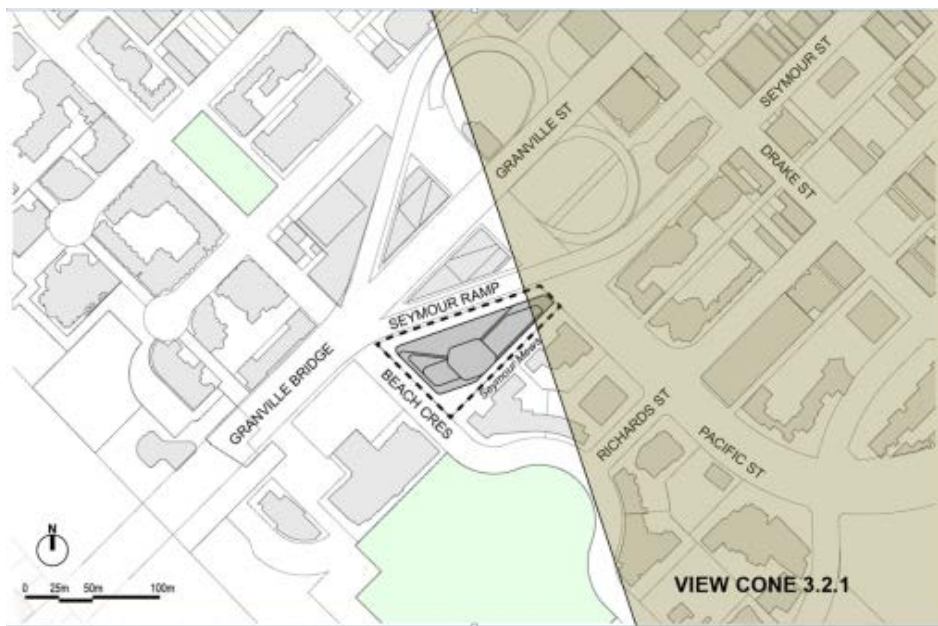 SEYMOUR ST
GRANVILLE ST
DRAKE ST
SEYMOUR RAMP
Seymour Mews
GRANVILLE BRIDGE
BEACH CRES
RICHARDS ST
PACIFIC ST
N
0 25m 50m 100m
VIEW CONE 3.2.1